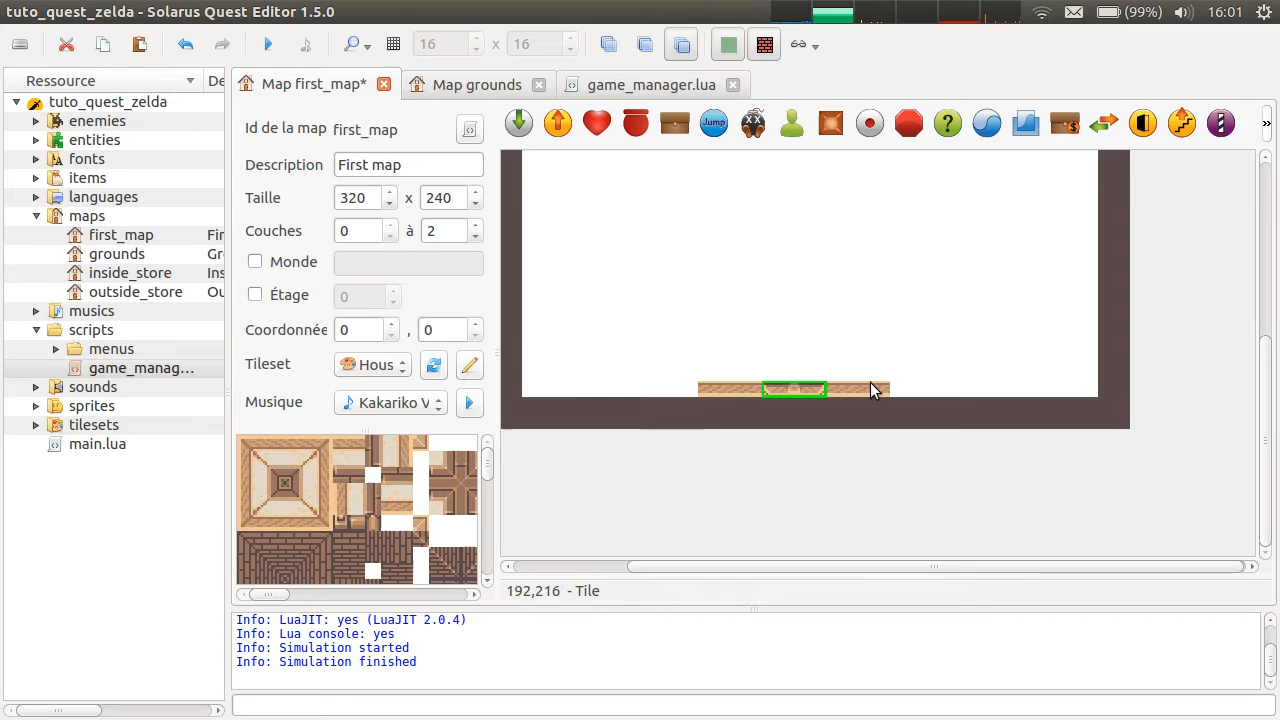 tuto_quest_zelda - Solarus Quest Editor 1.5.0
(99%)
16:01
16 x 16
Ressource
De
tuto_quest_zelda
enemies
entities
fonts
items
languages
maps
first_map Fir
grounds Gr
inside_store Ins
outside_store Ou
musics
scripts
menus
game_manag...
sounds
sprites
tilesets
main.lua
Map first_map*
Map grounds
game_manager.lua
Id de la map first_map
Description First map
Taille 320 x 240
Couches 0 à 2
Monde
Étage 0
Coordonnée 0 , 0
Tileset Hous
Musique Kakariko V
Jump
XX
?
$
»
192,216 - Tile
Info: LuaJIT: yes (LuaJIT 2.0.4)
Info: Lua console: yes
Info: Simulation started
Info: Simulation finished